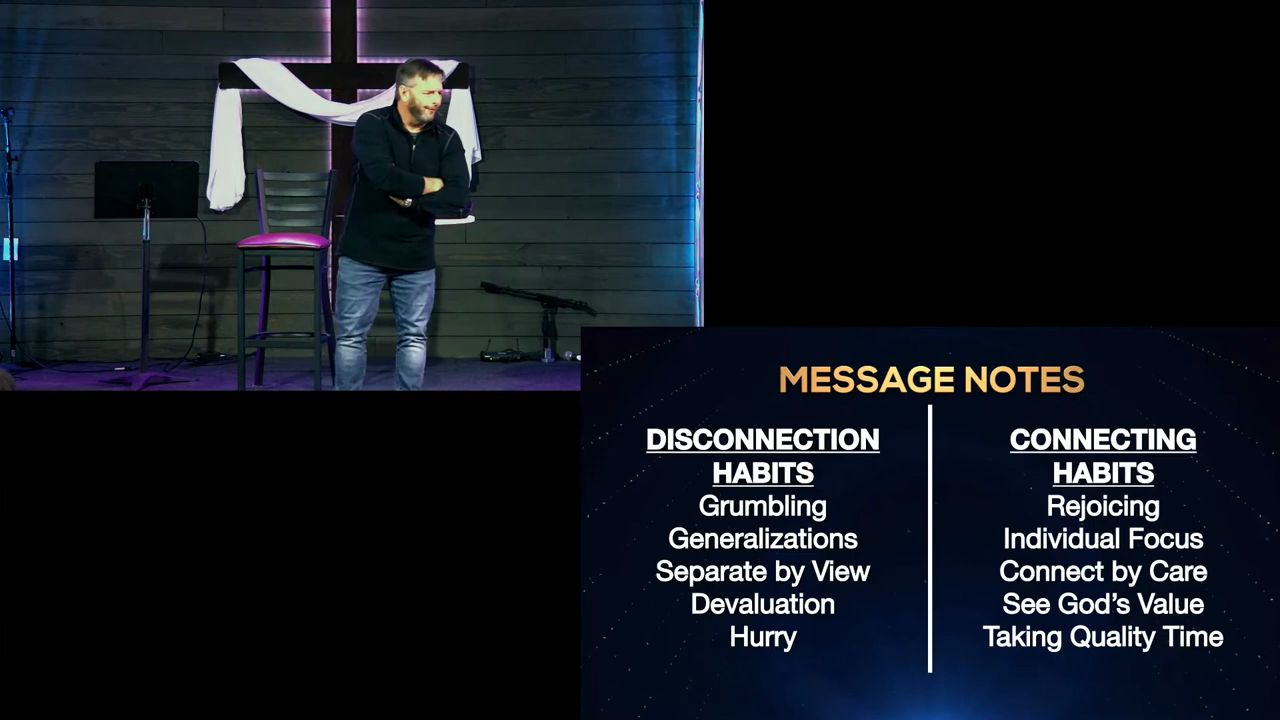 MESSAGE NOTES
DISCONNECTION
HABITS
Grumbling
Generalizations
Separate by View
Devaluation
Hurry
CONNECTING
HABITS
Rejoicing
Individual Focus
Connect by Care
See God's Value
Taking Quality Time